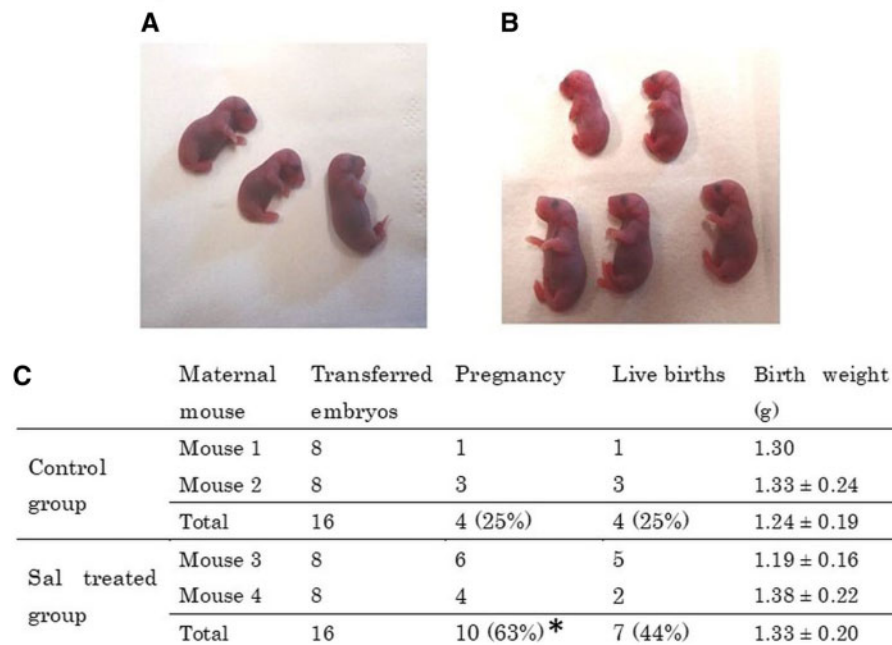 A
B
C
Maternal mouse Transferred embryos Pregnancy Live births Birth weight (g)
Control group
Mouse 1 8 1 1 1.30
Mouse 2 8 3 3 1.33 ± 0.24
Total 16 4 (25%) 4 (25%) 1.24 ± 0.19
Sal treated group
Mouse 3 8 6 5 1.19 ± 0.16
Mouse 4 8 4 2 1.38 ± 0.22
Total 16 10 (63%)* 7 (44%) 1.33 ± 0.20